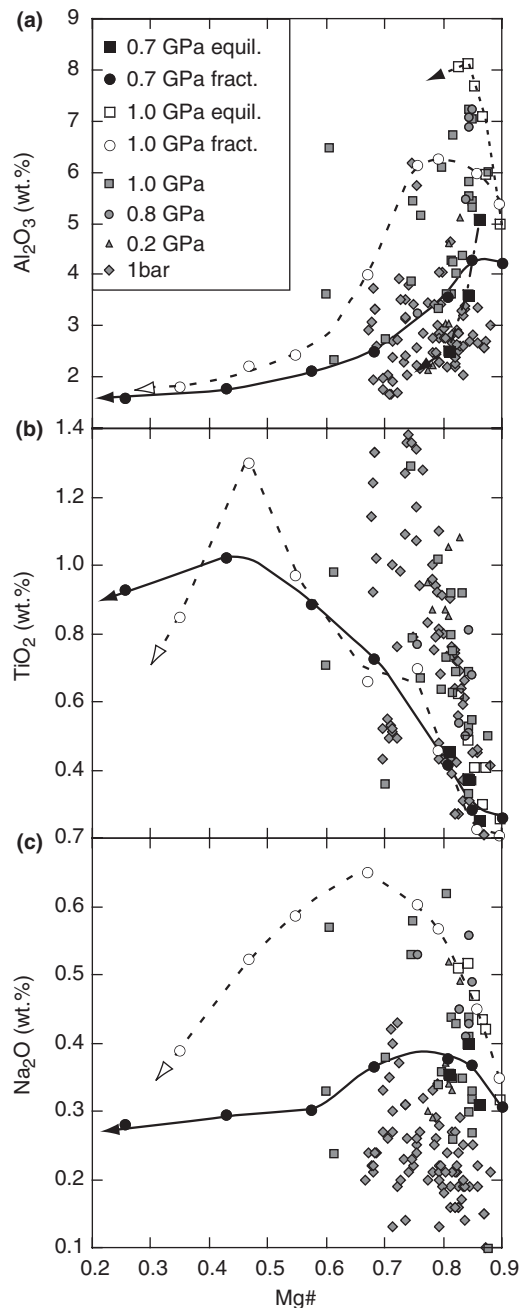 (a)
0.7 GPa equil.
0.7 GPa fract.
1.0 GPa equil.
1.0 GPa fract.
1.0 GPa
0.8 GPa
0.2 GPa
1bar
9
8
7
6
5
4
3
2
Al2O3 (wt.%)
(b)
1.4
1.2
1.0
0.8
0.6
0.4
0.7
TiO2 (wt.%)
(c)
0.6
0.5
0.4
0.3
0.2
0.1
Na2O (wt.%)
0.2 0.3 0.4 0.5 0.6 0.7 0.8 0.9
Mg#